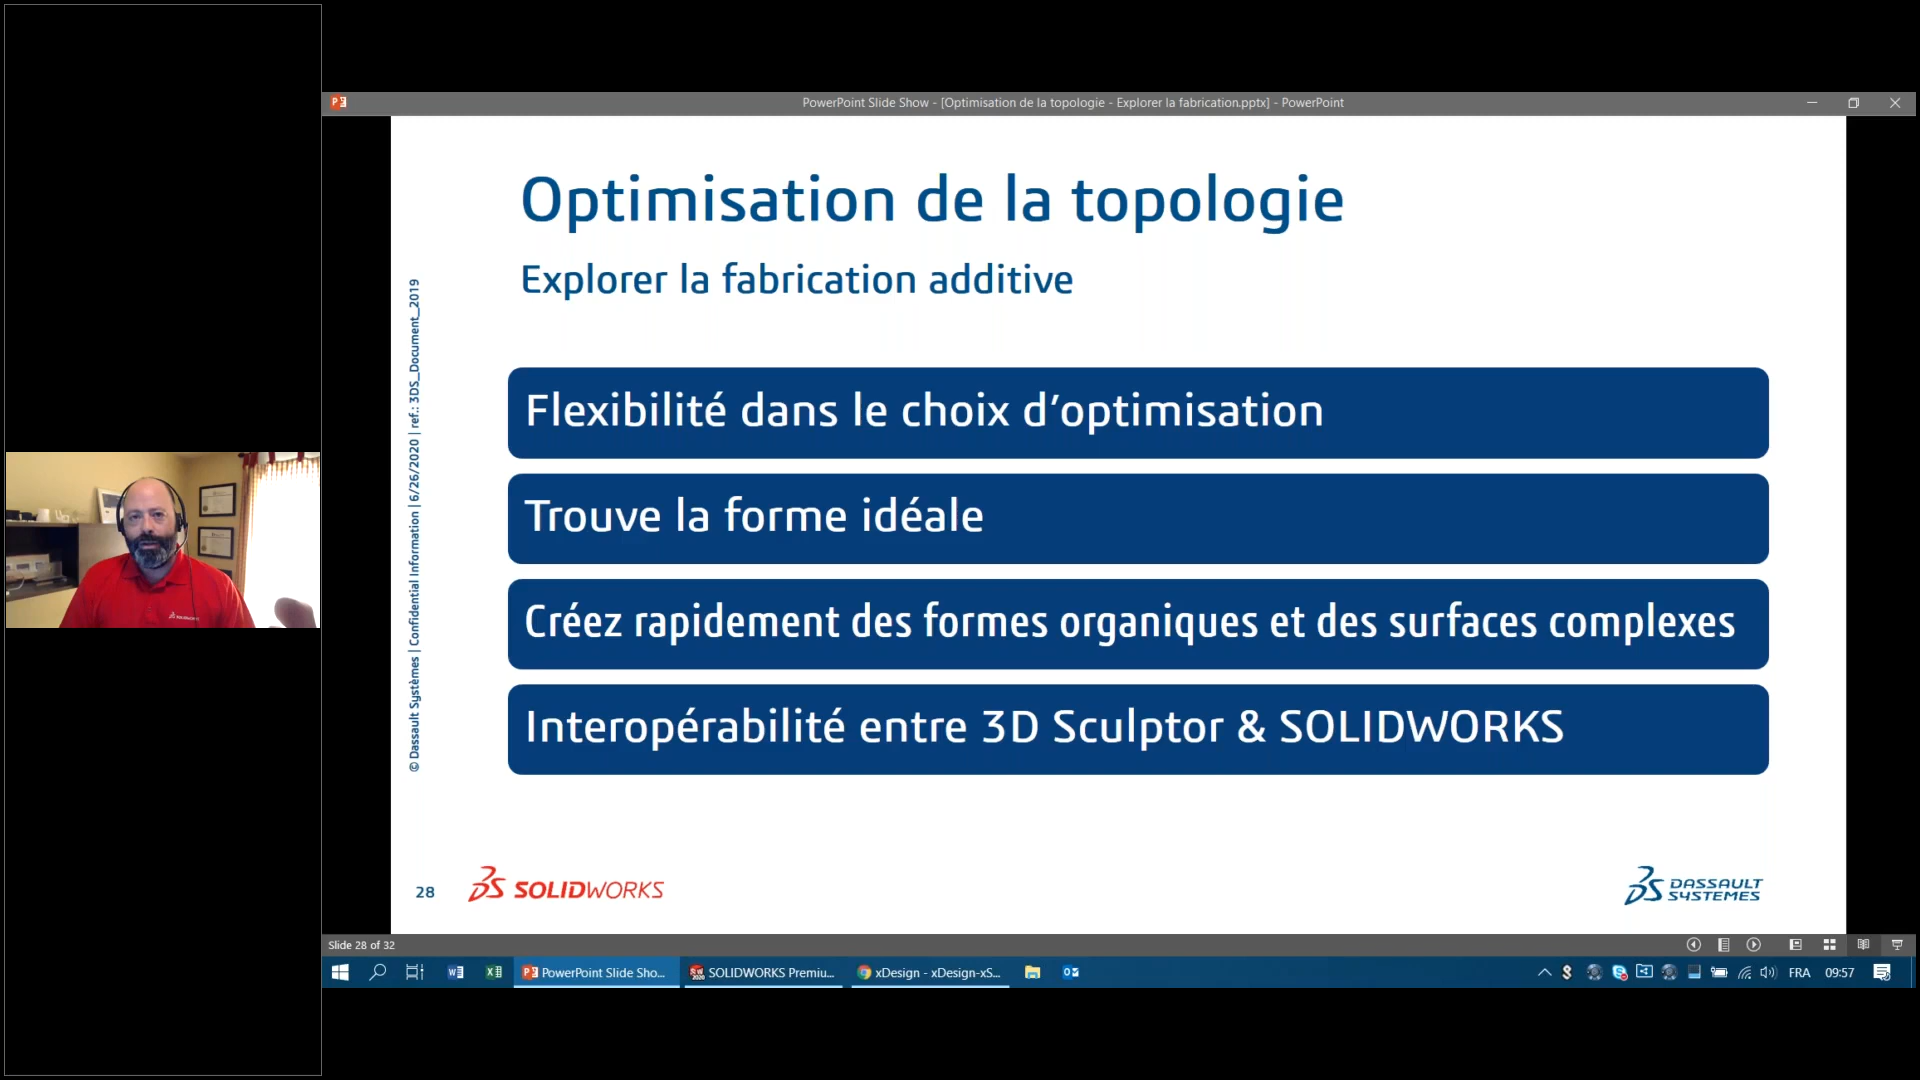 PowerPoint Slide Show - [Optimisation de la topologie - Explorer la fabrication.pptx] - PowerPoint
Optimisation de la topologie
Explorer la fabrication additive
© Dassault Systèmes | Confidential Information | 6/26/2020 | ref.: 3DS_Document_2019
Flexibilité dans le choix d’optimisation
Trouve la forme idéale
Créez rapidement des formes organiques et des surfaces complexes
Interopérabilité entre 3D Sculptor & SOLIDWORKS
28
SOLIDWORKS
DASSAULT
SYSTEMES
Slide 28 of 32
PowerPoint Slide Sho...
SOLIDWORKS Premiu...
xDesign - xDesign-xS...
FRA
09:57